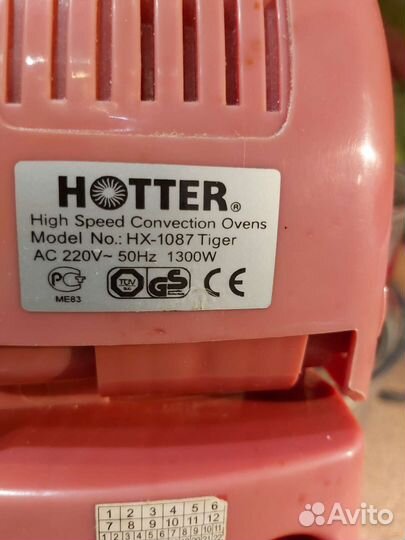 HOTTER®
High Speed Convection Ovens
Model No.: HX-1087 Tiger
AC 220V~ 50Hz 1300W
РСТ
ME83
TÜV
GS
CE
1 2 3 4 5 6
7 8 9 10 11 12
Avito